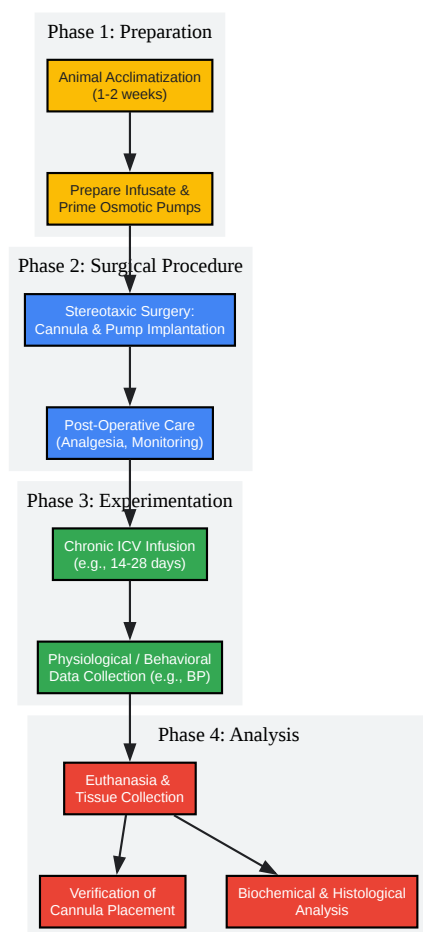 Phase 1: Preparation
Animal Acclimatization
(1-2 weeks)
Prepare Infusate &
Prime Osmotic Pumps
Phase 2: Surgical Procedure
Stereotaxic Surgery:
Cannula & Pump Implantation
Post-Operative Care
(Analgesia, Monitoring)
Phase 3: Experimentation
Chronic ICV Infusion
(e.g., 14-28 days)
Physiological / Behavioral
Data Collection (e.g., BP)
Phase 4: Analysis
Euthanasia &
Tissue Collection
Verification of
Cannula Placement
Biochemical & Histological
Analysis